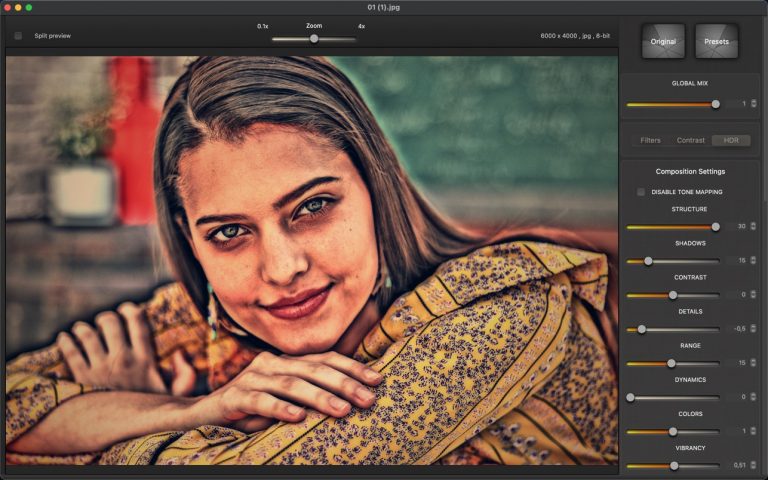 01 (1).jpg
Split preview
0.1x
Zoom
4x
6000 x 4000 , jpg , 8-bit
Original
Presets
GLOBAL MIX
1
Filters
Contrast
HDR
Composition Settings
DISABLE TONE MAPPING
STRUCTURE
30
SHADOWS
15
CONTRAST
0
DETAILS
-0,5
RANGE
15
DYNAMICS
0
COLORS
1
VIBRANCY
0,51